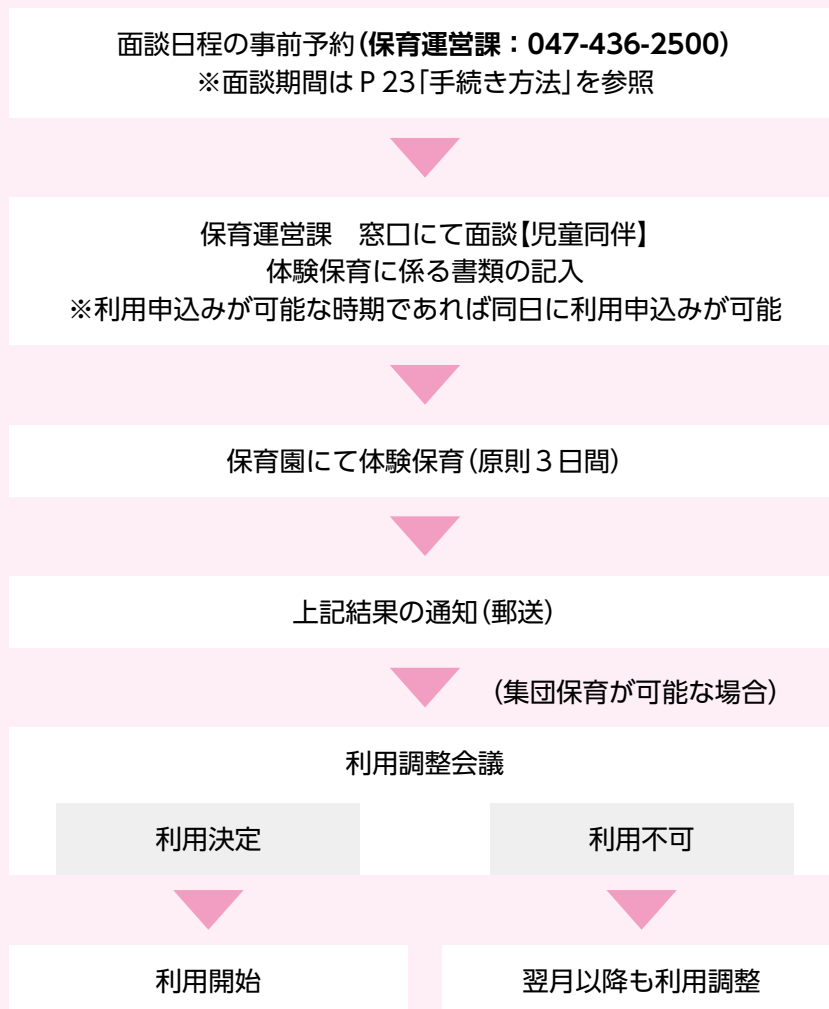 面談日程の事前予約(保育運営課：047-436-2500)
※面談期間はP 23「手続き方法」を参照
保育運営課　窓口にて面談【児童同伴】
体験保育に係る書類の記入
※利用申込みが可能な時期であれば同日に利用申込みが可能
保育園にて体験保育(原則３日間)
上記結果の通知(郵送)
(集団保育が可能な場合)
利用調整会議
利用決定
利用不可
利用開始
翌月以降も利用調整